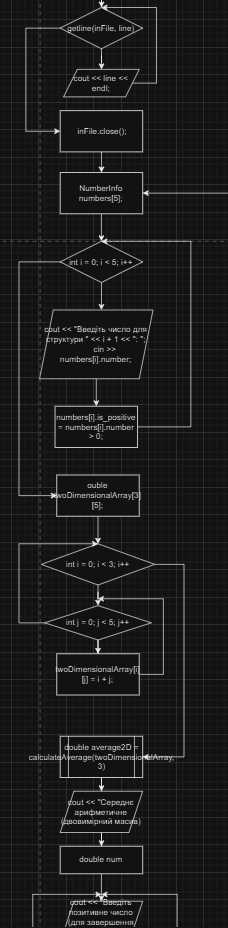 getline(inFile, line)
cout << line <<
endl;
inFile.close();
NumberInfo
numbers[5];
int i = 0; i < 5; i++
cout << "Введіть число для
структури " << i + 1 << ": ";
cin >>
numbers[i].number;
numbers[i].is_positive
= numbers[i].number
> 0;
ouble
twoDimensionalArray[3]
[5];
int i = 0; i < 3; i++
int j = 0; j < 5; j++
twoDimensionalArray[i]
[j] = i + j;
double average2D =
calculateAverage(twoDimensionalArray,
3)
cout << "Середнє
арифметичне
(двовимірний масив)
double num
cout << "Введіть
позитивне число
(для завершення